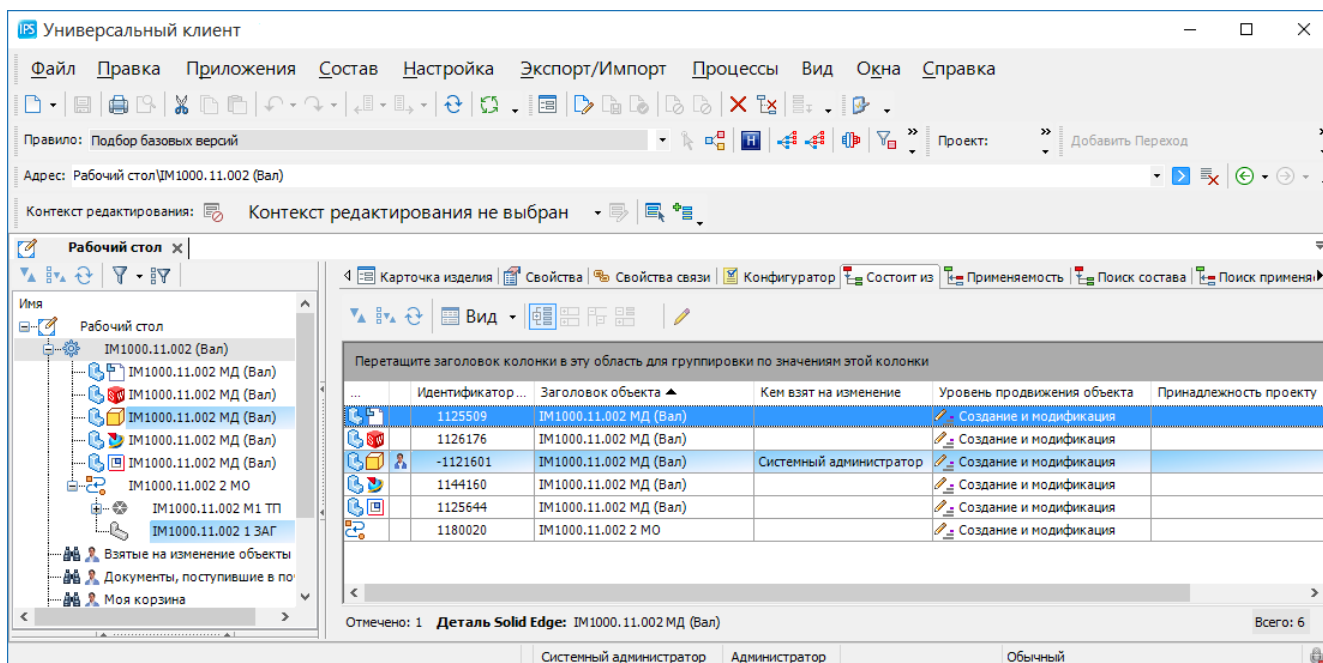 IPS Универсальный клиент
Файл Правка Приложения Состав Настройка Экспорт/Импорт Процессы Вид Окна Справка
Правило: Подбор базовых версий Проект: Добавить Переход
Адрес: Рабочий стол\IM1000.11.002 (Вал)
Контекст редактирования: Контекст редактирования не выбран
Рабочий стол
Карточка изделия Свойства Свойства связи Конфигуратор Состоит из Применяемость Поиск состава Поиск применя
Имя
Вид
Рабочий стол
IM1000.11.002 (Вал)
IM1000.11.002 МД (Вал)
IM1000.11.002 МД (Вал)
IM1000.11.002 МД (Вал)
IM1000.11.002 МД (Вал)
IM1000.11.002 МД (Вал)
IM1000.11.002 2 МО
IM1000.11.002 М1 ТП
IM1000.11.002 1 ЗАГ
Взятые на изменение объекты
Документы, поступившие в по
Моя корзина
Перетащите заголовок колонки в эту область для группировки по значениям этой колонки
... Идентификатор... Заголовок объекта Кем взят на изменение Уровень продвижения объекта Принадлежность проекту
1125509 IM1000.11.002 МД (Вал) Создание и модификация
1126176 IM1000.11.002 МД (Вал) Создание и модификация
-1121601 IM1000.11.002 МД (Вал) Системный администратор Создание и модификация
1144160 IM1000.11.002 МД (Вал) Создание и модификация
1125644 IM1000.11.002 МД (Вал) Создание и модификация
1180020 IM1000.11.002 2 МО Создание и модификация
Отмечено: 1 Деталь Solid Edge: IM1000.11.002 МД (Вал) Всего: 6
Системный администратор Администратор Обычный